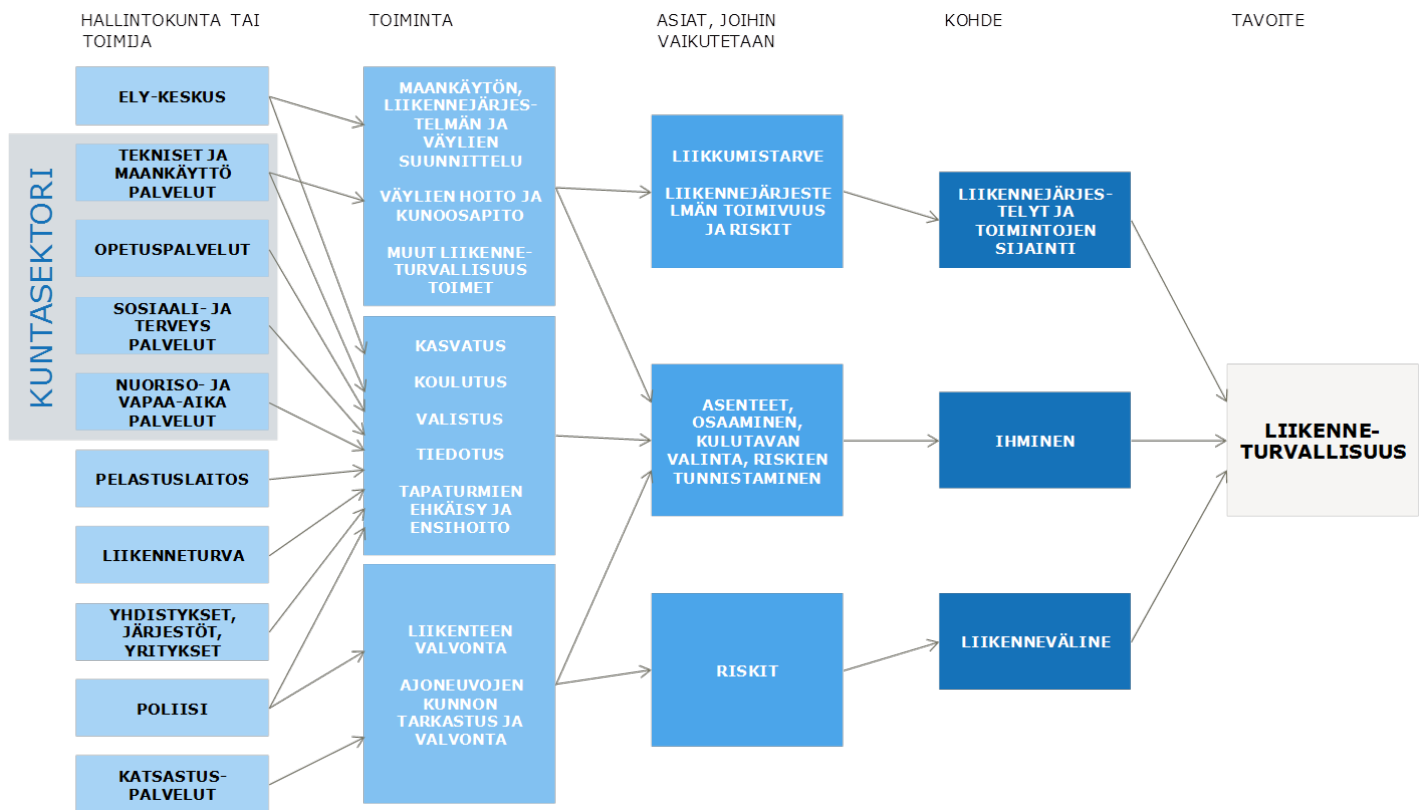 HALLINTOKUNTA TAI
TOIMIJA
TOIMINTA
ASIAT, JOIHIN
VAIKUTETAAN
KOHDE
TAVOITE
KUNTASEKTORI
ELY-KESKUS
TEKNISET JA
MAANKÄYTTÖ
PALVELUT
OPETUSPALVELUT
SOSIAALI- JA
TERVEYS
PALVELUT
NUORISO- JA
VAPAA-AIKA
PALVELUT
PELASTUSLAITOS
LIIKENNETURVA
YHDISTYKSET,
JÄRJESTÖT,
YRITYKSET
POLIISI
KATSASTUS-
PALVELUT
MAANKÄYTÖN,
LIIKENNEJÄRJES-
TELMÄN JA
VÄYLIEN
SUUNNITTELU
VÄYLIEN HOITO JA
KUNOOSAPITO
MUUT LIIKENNE-
TURVALLISUUS
TOIMET
KASVATUS
KOULUTUS
VALISTUS
TIEDOTUS
TAPATURMIEN
EHKÄISY JA
ENSIHOITO
LIIKENTEEN
VALVONTA
AJONEUVOJEN
KUNNON
TARKASTUS JA
VALVONTA
LIIKKUMISTARVE
LIIKENNEJÄRJESTE
LMÄN TOIMIVUUS
JA RISKIT
ASENTEET,
OSAAMINEN,
KULUTAVAN
VALINTA, RISKIEN
TUNNISTAMINEN
RISKIT
LIIKENNEJÄRJES-
TELYT JA
TOIMINTOJEN
SIJAINTI
IHMINEN
LIIKENNEVÄLINE
LIIKENNE-
TURVALLISUUS